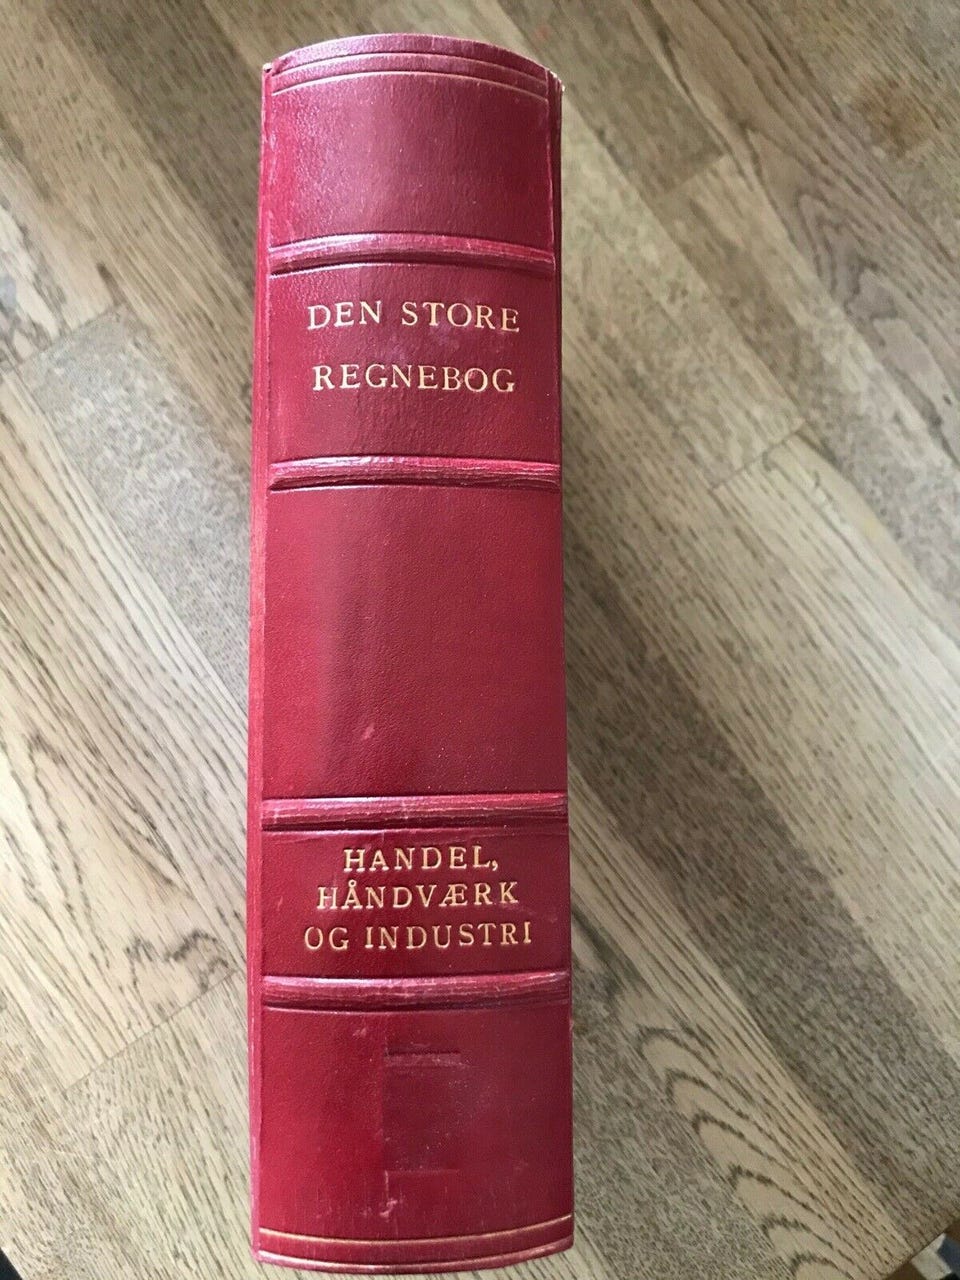 DEN STORE
REGNEBOG
HANDEL,
HÅNDVÆRK
OG INDUSTRI